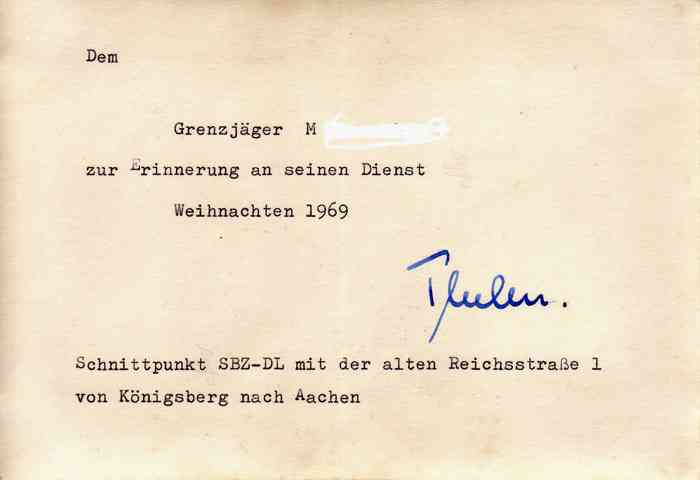 Dem
Grenzjäger M
zur Erinnerung an seinen Dienst
Weihnachten 1969
Schnittpunkt SBZ-DL mit der alten Reichsstraße 1
von Königsberg nach Aachen